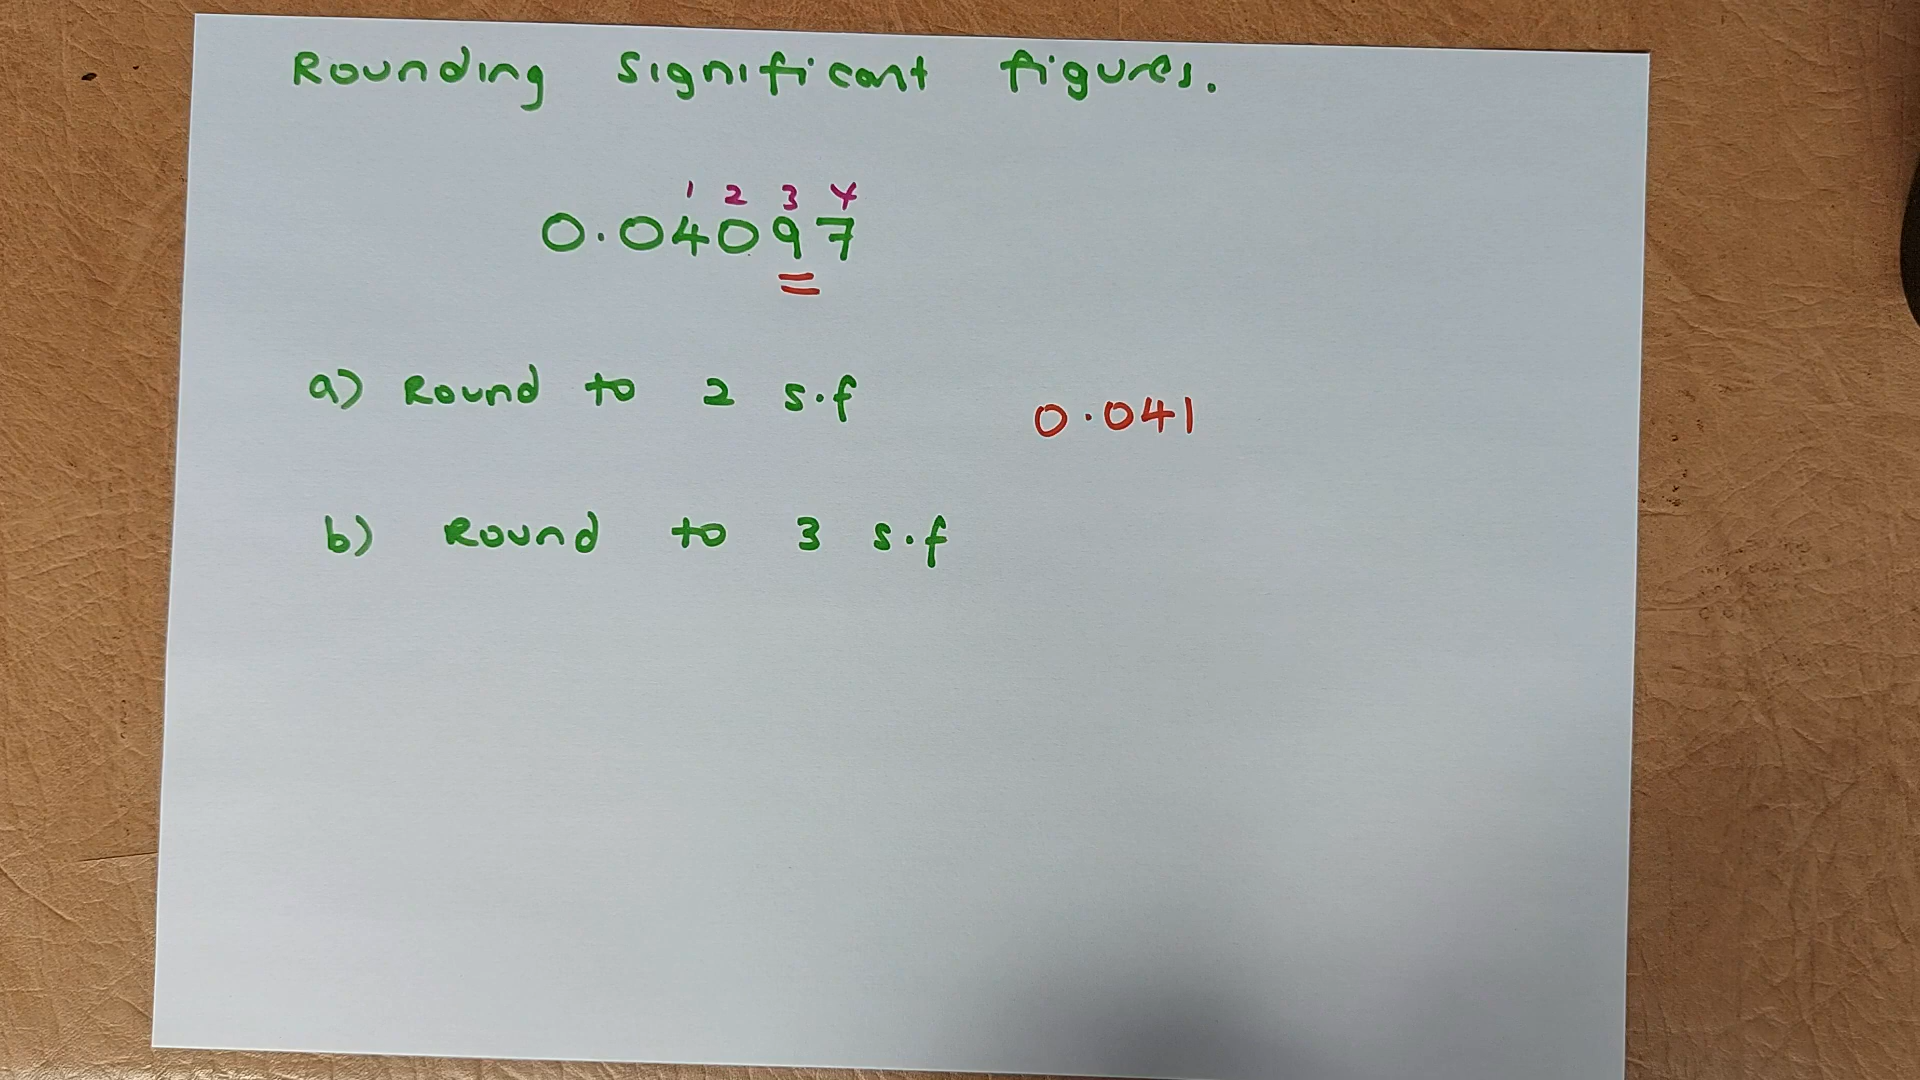 Rounding significant figures.
1 2 3 4
0.04097
a) Round to 2 s.f
0.041
b) Round to 3 s.f